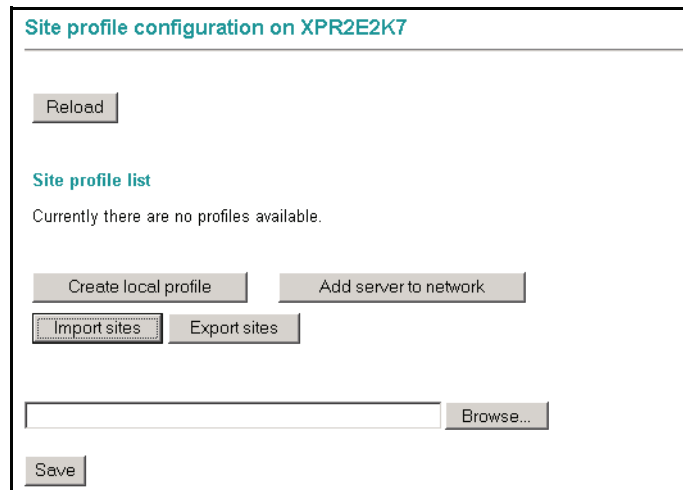 Site profile configuration on XPR2E2K7
Reload
Site profile list
Currently there are no profiles available.
Create local profile Add server to network
Import sites Export sites
Browse...
Save